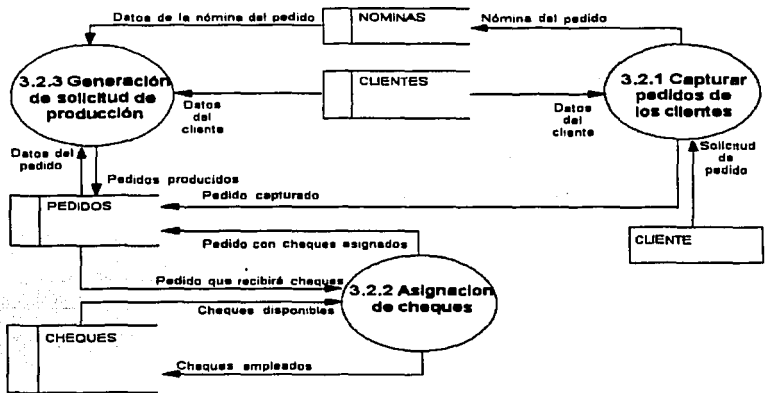 Datos de la nómina del pedido
NOMINAS
Nómina del pedido
3.2.3 Generación
de solicitud de
producción
CLIENTES
3.2.1 Capturar
pedidos de
los clientes
Datos
del
cliente
Datos
del
cliente
Datos del
pedido
Solicitud
de
pedido
Pedidos producidos
PEDIDOS
Pedido capturado
Pedido con cheques asignados
CLIENTE
Pedido que recibirá cheques
3.2.2 Asignacion
de cheques
Cheques disponibles
CHEQUES
Cheques empleados